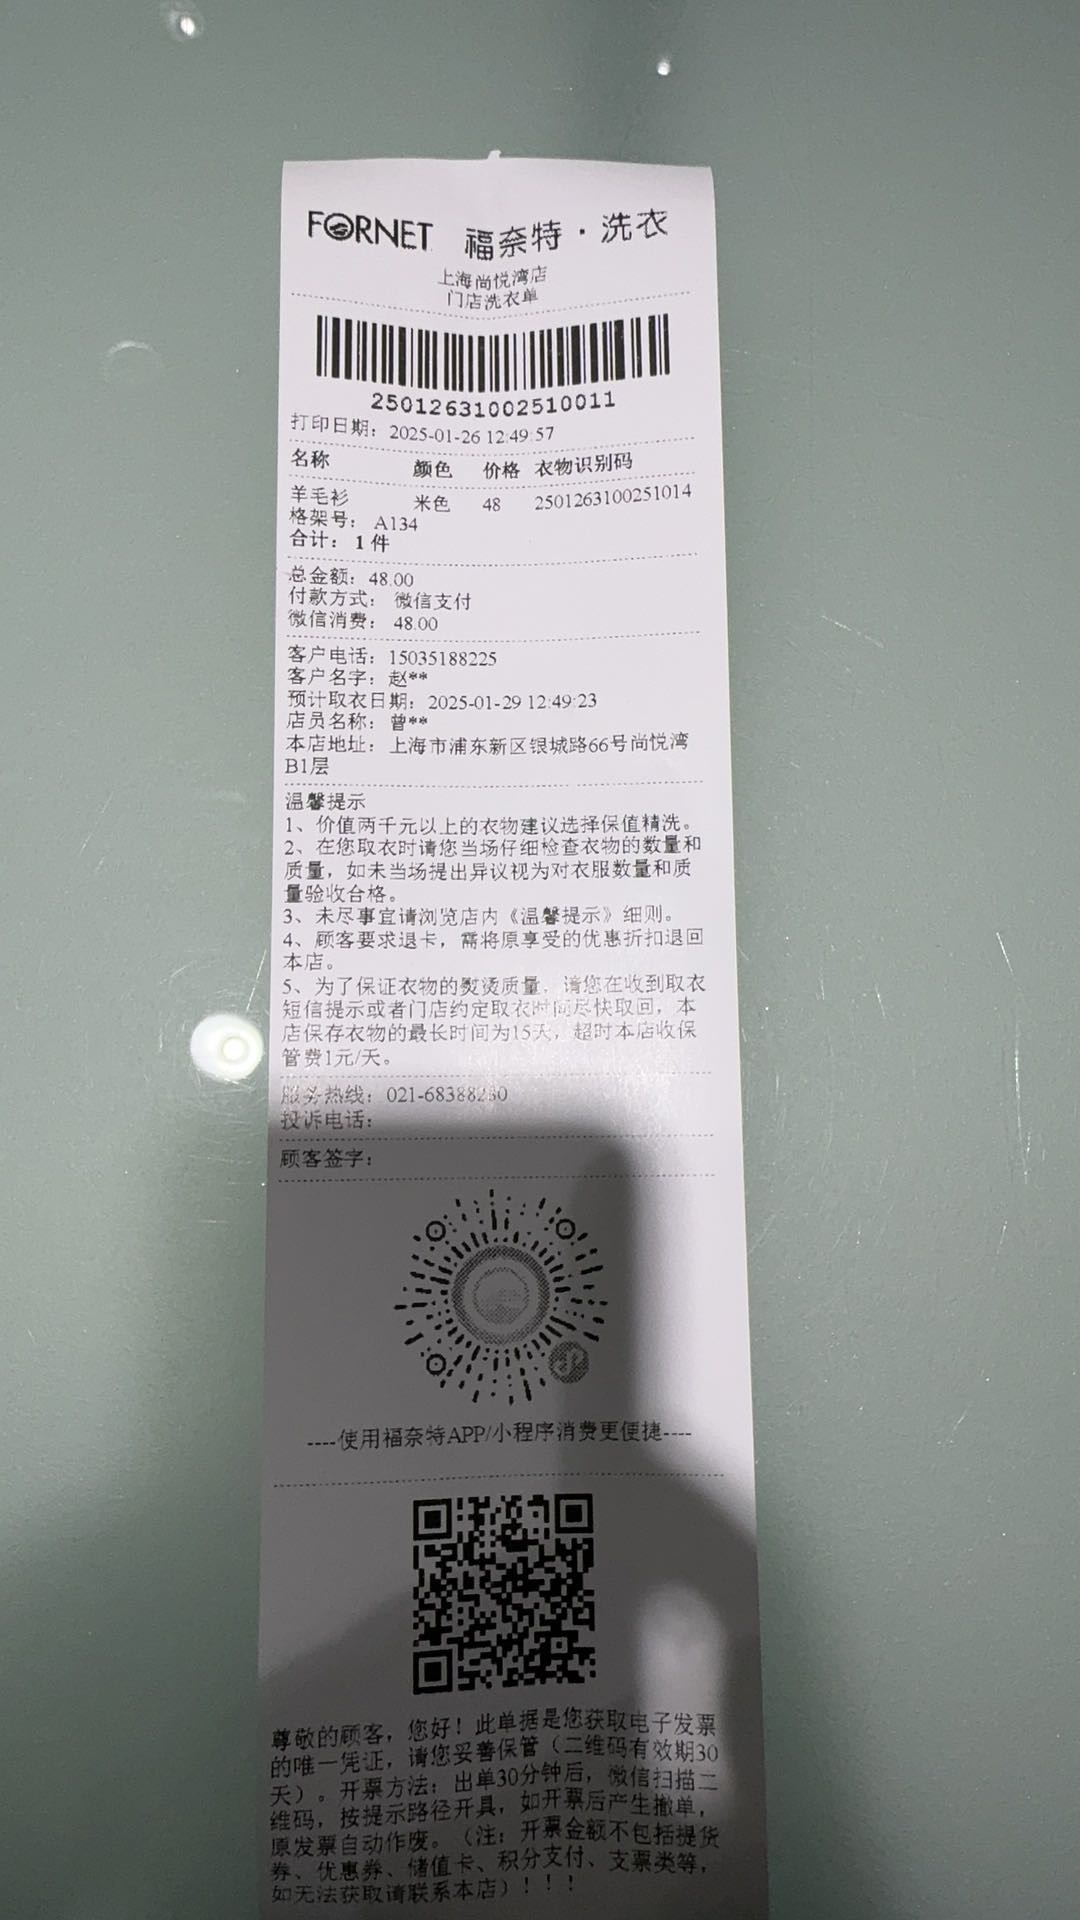 FORNET 福奈特·洗衣
上海尚悦湾店
门店洗衣单
25012631002510011
打印日期：2025-01-26 12:49:57
名称 颜色 价格 衣物识别码
羊毛衫 米色 48 2501263100251014
格架号：A134
合计：1件
总金额：48.00
付款方式：微信支付
微信消费：48.00
客户电话：15035188225
客户名字：赵**
预计取衣日期：2025-01-29 12:49:23
店员名称：曾**
本店地址：上海市浦东新区银城路66号尚悦湾
B1层
温馨提示
1、价值两千元以上的衣物建议选择保值精洗。
2、在您取衣时请您当场仔细检查衣物的数量和
质量，如未当场提出异议视为对衣服数量和质
量验收合格。
3、未尽事宜请浏览店内《温馨提示》细则。
4、顾客要求退卡，需将原享受的优惠折扣退回
本店。
5、为了保证衣物的熨烫质量，请您在收到取衣
短信提示或者门店约定取衣时间尽快取回，本
店保存衣物的最长时间为15天，超时本店收保
管费1元/天。
服务热线：021-68388230
投诉电话：
顾客签字：
----使用福奈特APP/小程序消费更便捷----
尊敬的顾客，您好！此单据是您获取电子发票
的唯一凭证，请您妥善保管（二维码有效期30
天）。开票方法：出单30分钟后，微信扫描二
维码，按提示路径开具，如开票后产生撤单，
原发票自动作废。（注：开票金额不包括提货
券、优惠券、储值卡、积分支付、支票类等，
如无法获取请联系本店）！！！